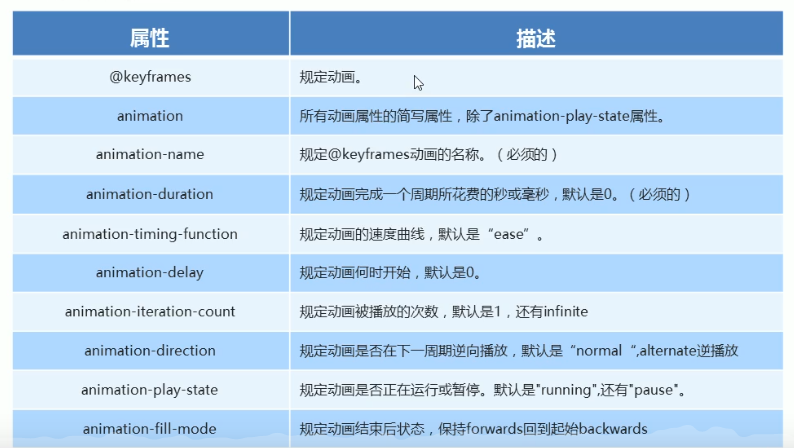 属性 描述
@keyframes 规定动画。
animation 所有动画属性的简写属性，除了animation-play-state属性。
animation-name 规定@keyframes动画的名称。（必须的）
animation-duration 规定动画完成一个周期所花费的秒或毫秒，默认是0。（必须的）
animation-timing-function 规定动画的速度曲线，默认是“ease”。
animation-delay 规定动画何时开始，默认是0。
animation-iteration-count 规定动画被播放的次数，默认是1，还有infinite
animation-direction 规定动画是否在下一周期逆向播放，默认是“normal“,alternate逆播放
animation-play-state 规定动画是否正在运行或暂停。默认是"running",还有"pause"。
animation-fill-mode 规定动画结束后状态，保持forwards回到起始backwards